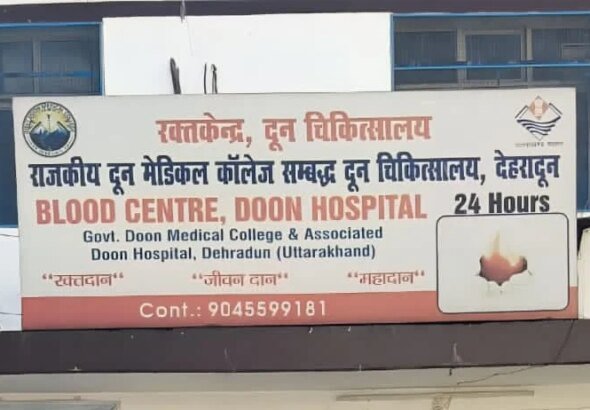 रक्तकेन्द्र, दून चिकित्सालय
राजकीय दून मेडिकल कॉलेज सम्बद्ध दून चिकित्सालय, देहरादून
BLOOD CENTRE, DOON HOSPITAL 24 Hours
Govt. Doon Medical College & Associated
Doon Hospital, Dehradun (Uttarakhand)
"रक्तदान" "जीवन दान" "महादान"
Cont.: 9045599181